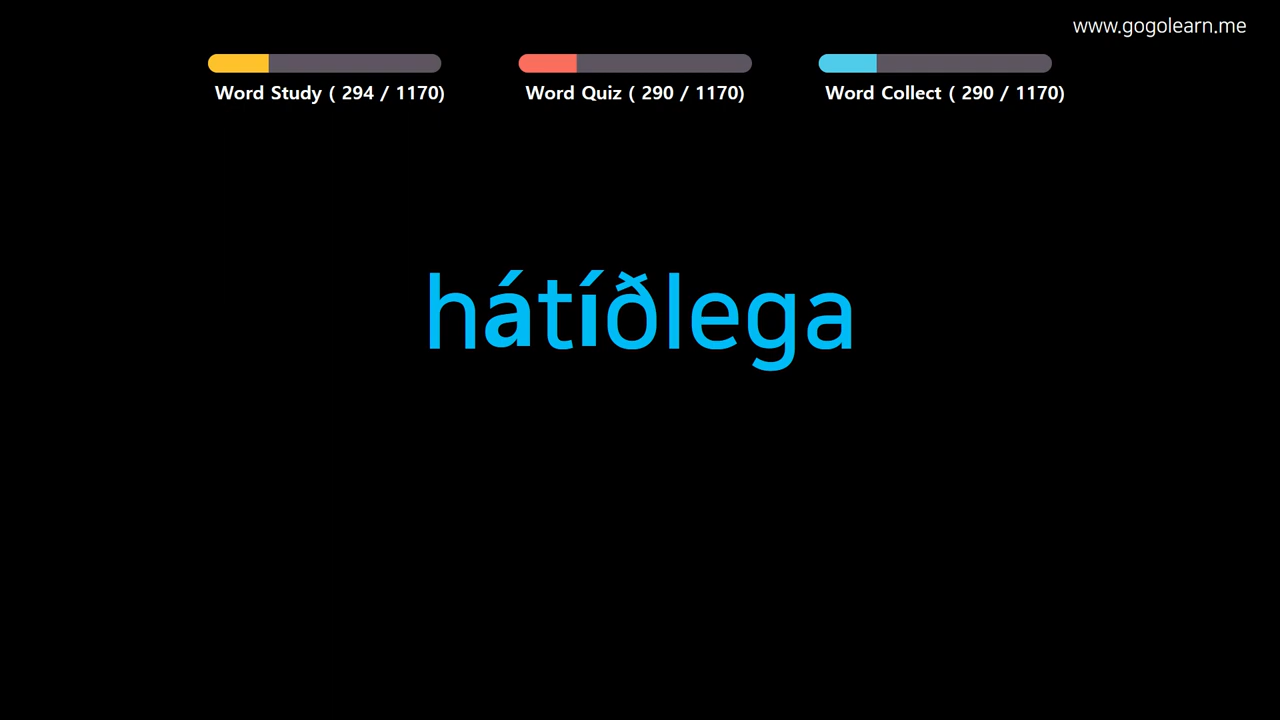 www.gogolearn.me
Word Study ( 294 / 1170)
Word Quiz ( 290 / 1170)
Word Collect ( 290 / 1170)
hátíðlega